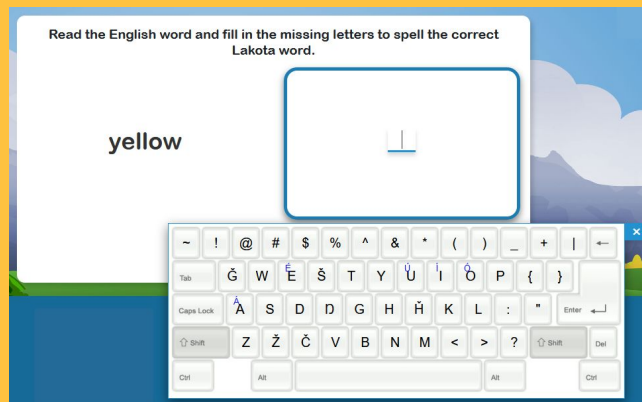 Read the English word and fill in the missing letters to spell the correct
Lakota word.
yellow
~ ! @ # $ % ^ & * ( ) _ + | ←
Tab Ğ W E É Š T Y U Ú I Í O Ó P { }
Caps Lock A Á S D Ŋ G H Ȟ K L : " Enter
Shift Z Ž Č V B N M < > ? Shift Del
Ctrl Alt Alt Ctrl